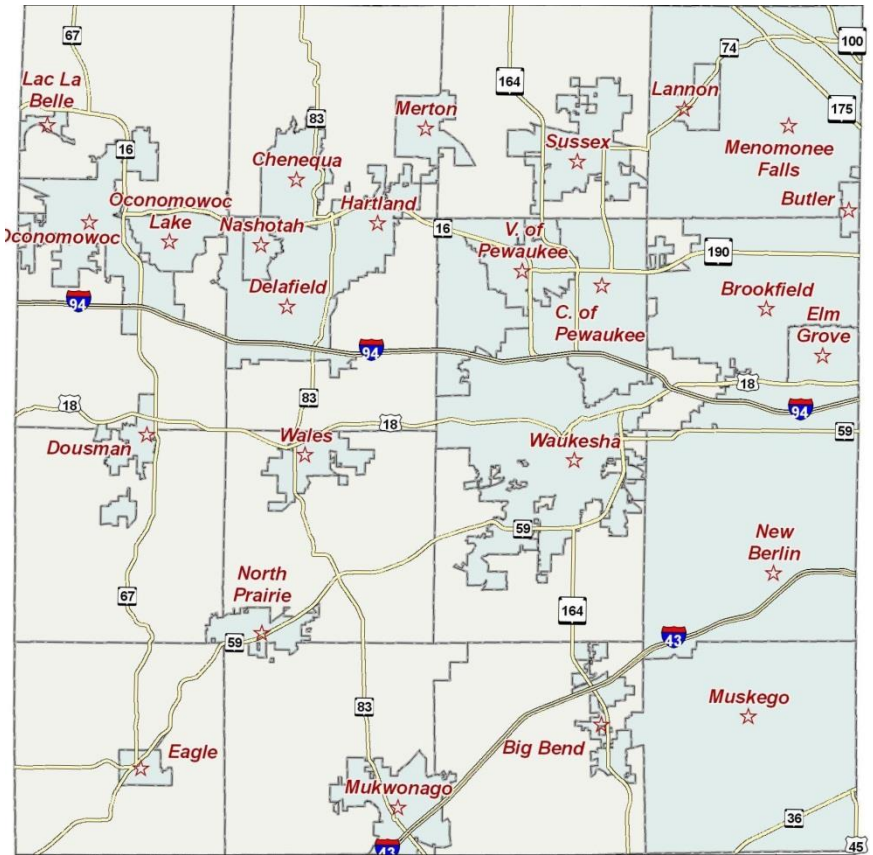 67
164
74
100
Lac La
Belle
Merton
Lannon
175
83
Sussex
Menomonee
Falls
16
Chenequa
Oconomowoc
Lake
Hartland
Butler
Oconomowoc
Nashotah
16
V. of
Pewaukee
190
Delafield
Brookfield
94
C. of
Pewaukee
Elm
Grove
94
83
18
18
94
18
Dousman
Wales
Waukesha
59
59
New
Berlin
North
Prairie
67
164
59
43
83
Muskego
Eagle
Big Bend
Mukwonago
36
43
45